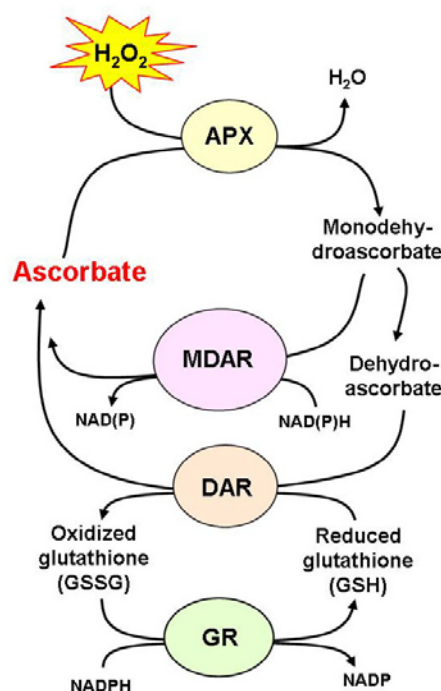 H₂O₂
H₂O
APX
Monodehy-
droascorbate
Ascorbate
MDAR
Dehydro-
ascorbate
NAD(P)
NAD(P)H
DAR
Oxidized
glutathione
(GSSG)
Reduced
glutathione
(GSH)
GR
NADPH
NADP